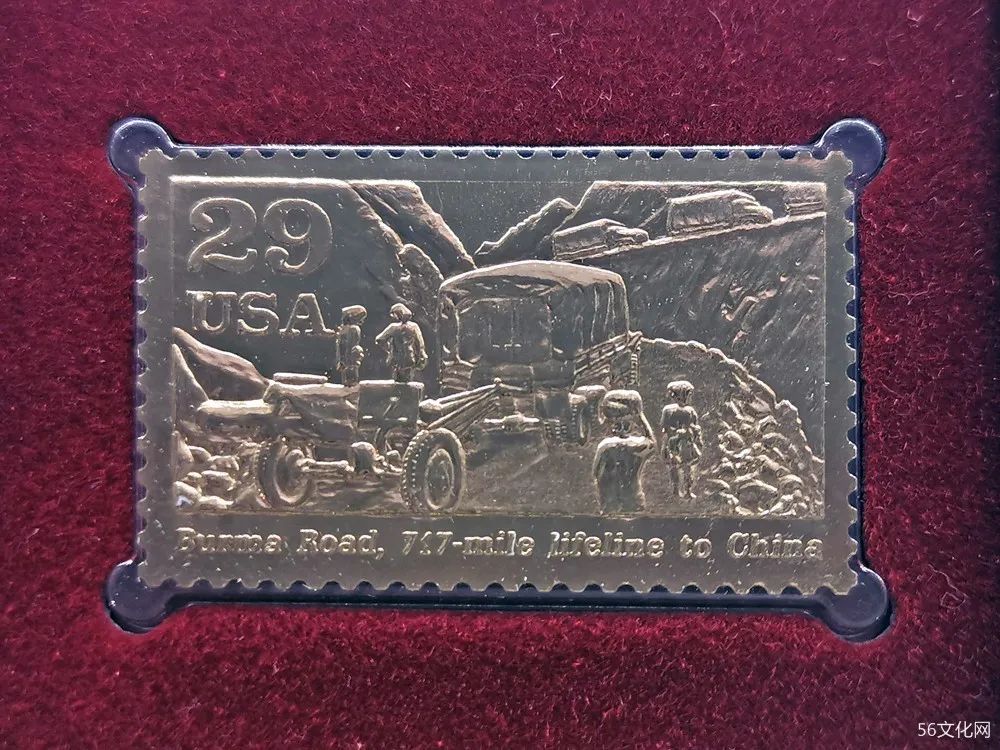 29
USA
Burma Road, 717-mile lifeline to China
56文化网